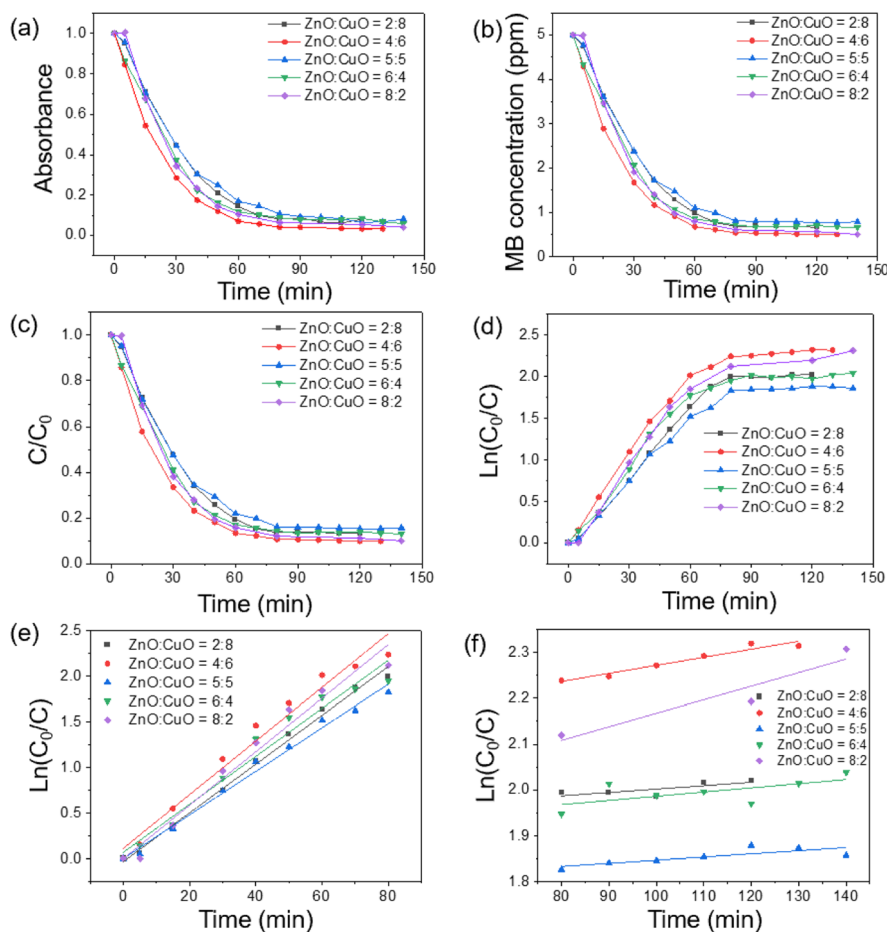 (a)
Absorbance
1.0
0.8
0.6
0.4
0.2
0.0
ZnO:CuO = 2:8
ZnO:CuO = 4:6
ZnO:CuO = 5:5
ZnO:CuO = 6:4
ZnO:CuO = 8:2
0 30 60 90 120 150
Time (min)
(b)
MB concentration (ppm)
5
4
3
2
1
0
ZnO:CuO = 2:8
ZnO:CuO = 4:6
ZnO:CuO = 5:5
ZnO:CuO = 6:4
ZnO:CuO = 8:2
0 30 60 90 120 150
Time (min)
(c)
C/C₀
1.0
0.8
0.6
0.4
0.2
0.0
ZnO:CuO = 2:8
ZnO:CuO = 4:6
ZnO:CuO = 5:5
ZnO:CuO = 6:4
ZnO:CuO = 8:2
0 30 60 90 120 150
Time (min)
(d)
Ln(C₀/C)
2.5
2.0
1.5
1.0
0.5
0.0
ZnO:CuO = 2:8
ZnO:CuO = 4:6
ZnO:CuO = 5:5
ZnO:CuO = 6:4
ZnO:CuO = 8:2
0 30 60 90 120 150
Time (min)
(e)
Ln(C₀/C)
2.5
2.0
1.5
1.0
0.5
0.0
ZnO:CuO = 2:8
ZnO:CuO = 4:6
ZnO:CuO = 5:5
ZnO:CuO = 6:4
ZnO:CuO = 8:2
0 20 40 60 80
Time (min)
(f)
Ln(C₀/C)
2.3
2.2
2.1
2.0
1.9
1.8
ZnO:CuO = 2:8
ZnO:CuO = 4:6
ZnO:CuO = 5:5
ZnO:CuO = 6:4
ZnO:CuO = 8:2
80 90 100 110 120 130 140
Time (min)